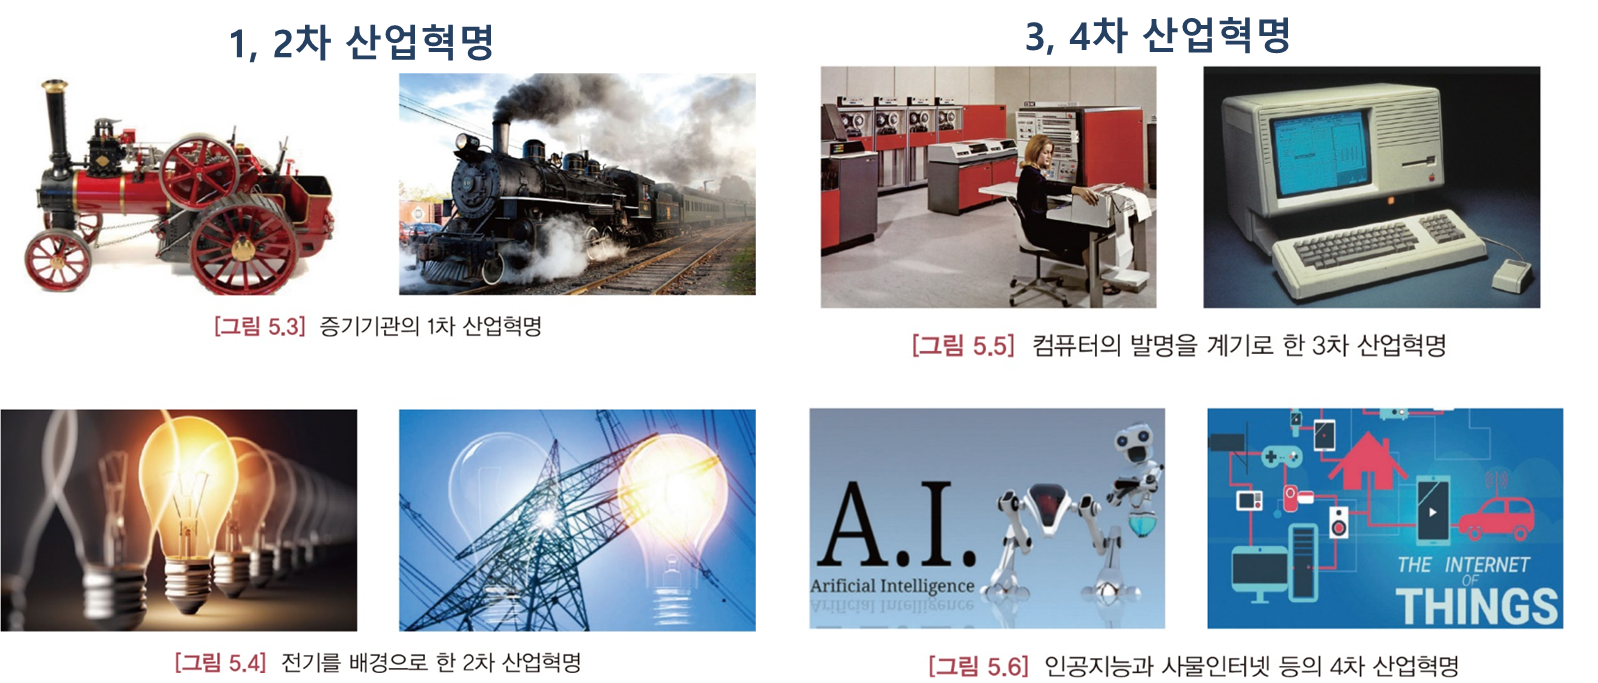 1, 2차 산업혁명
[그림 5.3] 증기기관의 1차 산업혁명
[그림 5.4] 전기를 배경으로 한 2차 산업혁명
3, 4차 산업혁명
[그림 5.5] 컴퓨터의 발명을 계기로 한 3차 산업혁명
A.I.
Arificial Intelligence
THE INTERNET
OF
THINGS
[그림 5.6] 인공지능과 사물인터넷 등의 4차 산업혁명